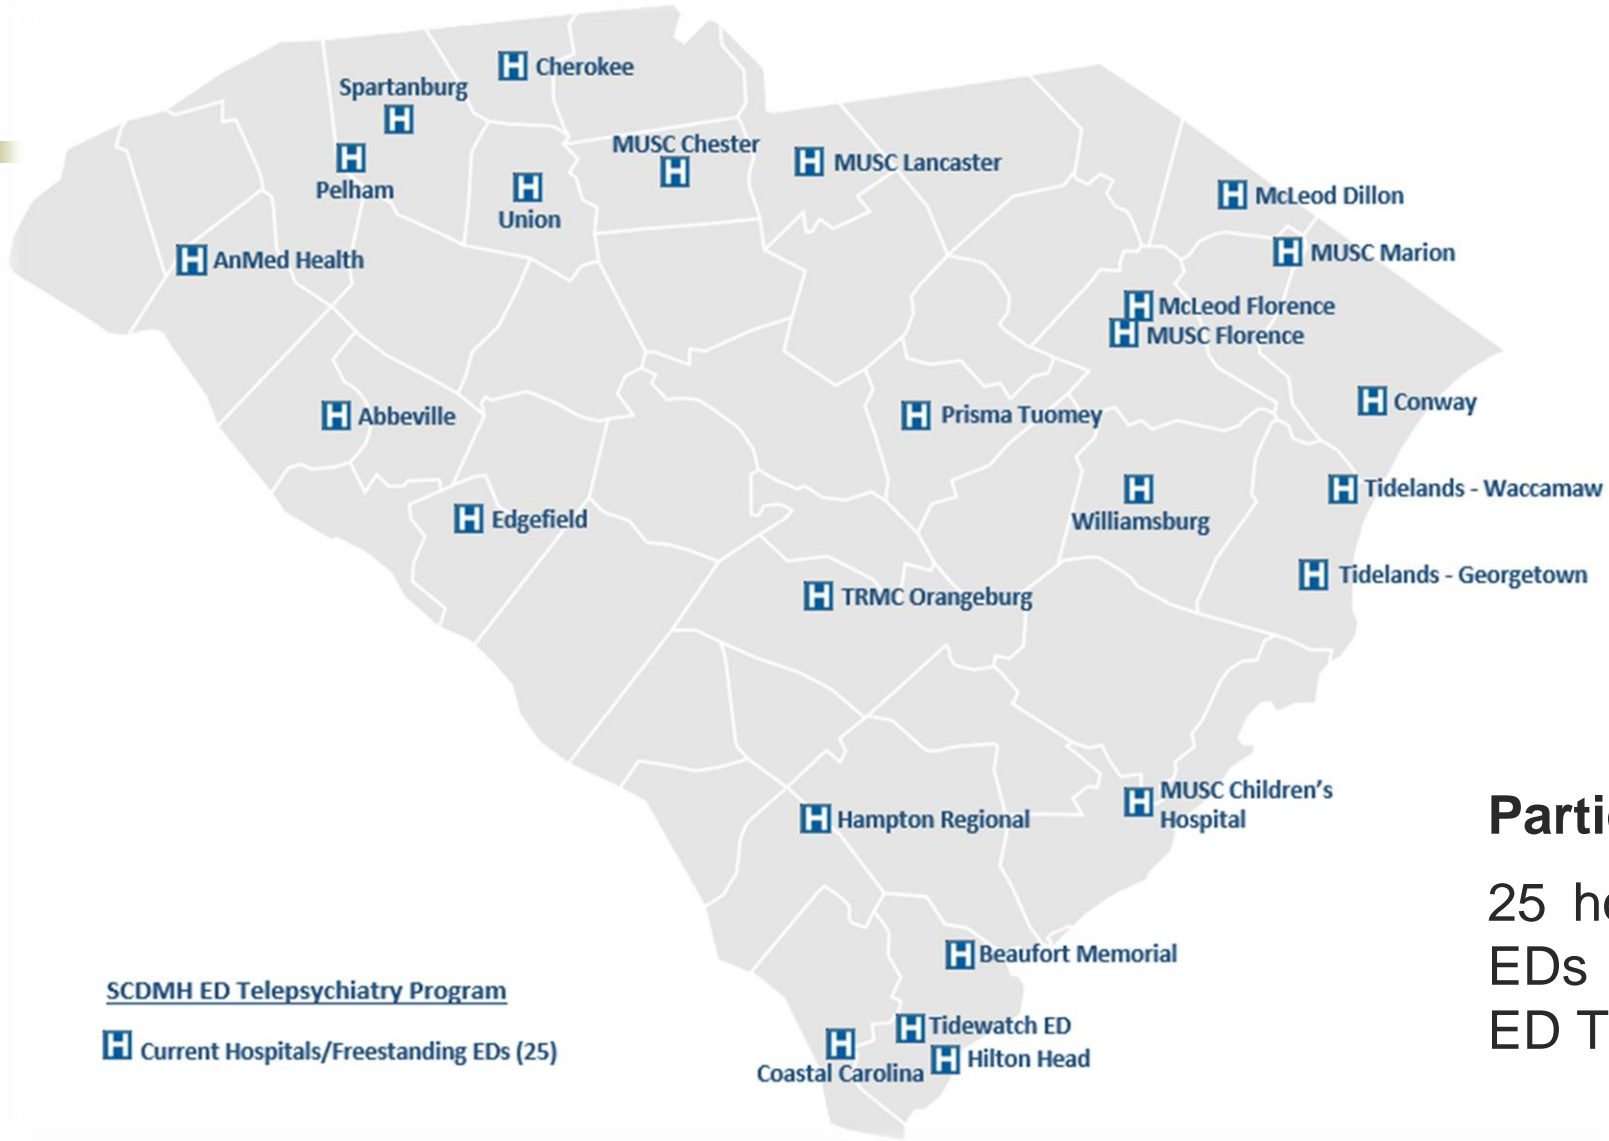 Cherokee
Spartanburg
MUSC Chester
MUSC Lancaster
Pelham
Union
McLeod Dillon
MUSC Marion
AnMed Health
McLeod Florence
MUSC Florence
Conway
Abbeville
Prisma Tuomey
Tidelands - Waccamaw
Edgefield
Williamsburg
Tidelands - Georgetown
TRMC Orangeburg
MUSC Children's
Hospital
Hampton Regional
25
EDs
ED
Beaufort Memorial
SCDMH ED Telepsychiatry Program
Tidewatch ED
Current Hospitals/Freestanding EDs (25)
Hilton Head
Coastal Carolina